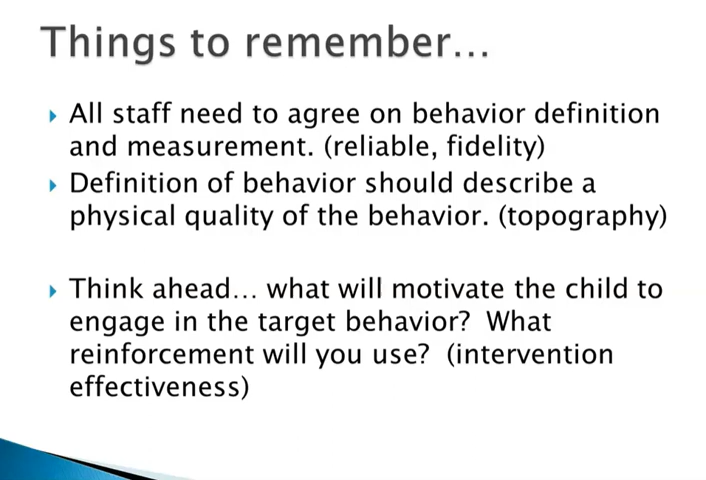 Things to remember...
All staff need to agree on behavior definition
and measurement. (reliable, fidelity)
Definition of behavior should describe a
physical quality of the behavior. (topography)
Think ahead... what will motivate the child to
engage in the target behavior?  What
reinforcement will you use?  (intervention
effectiveness)